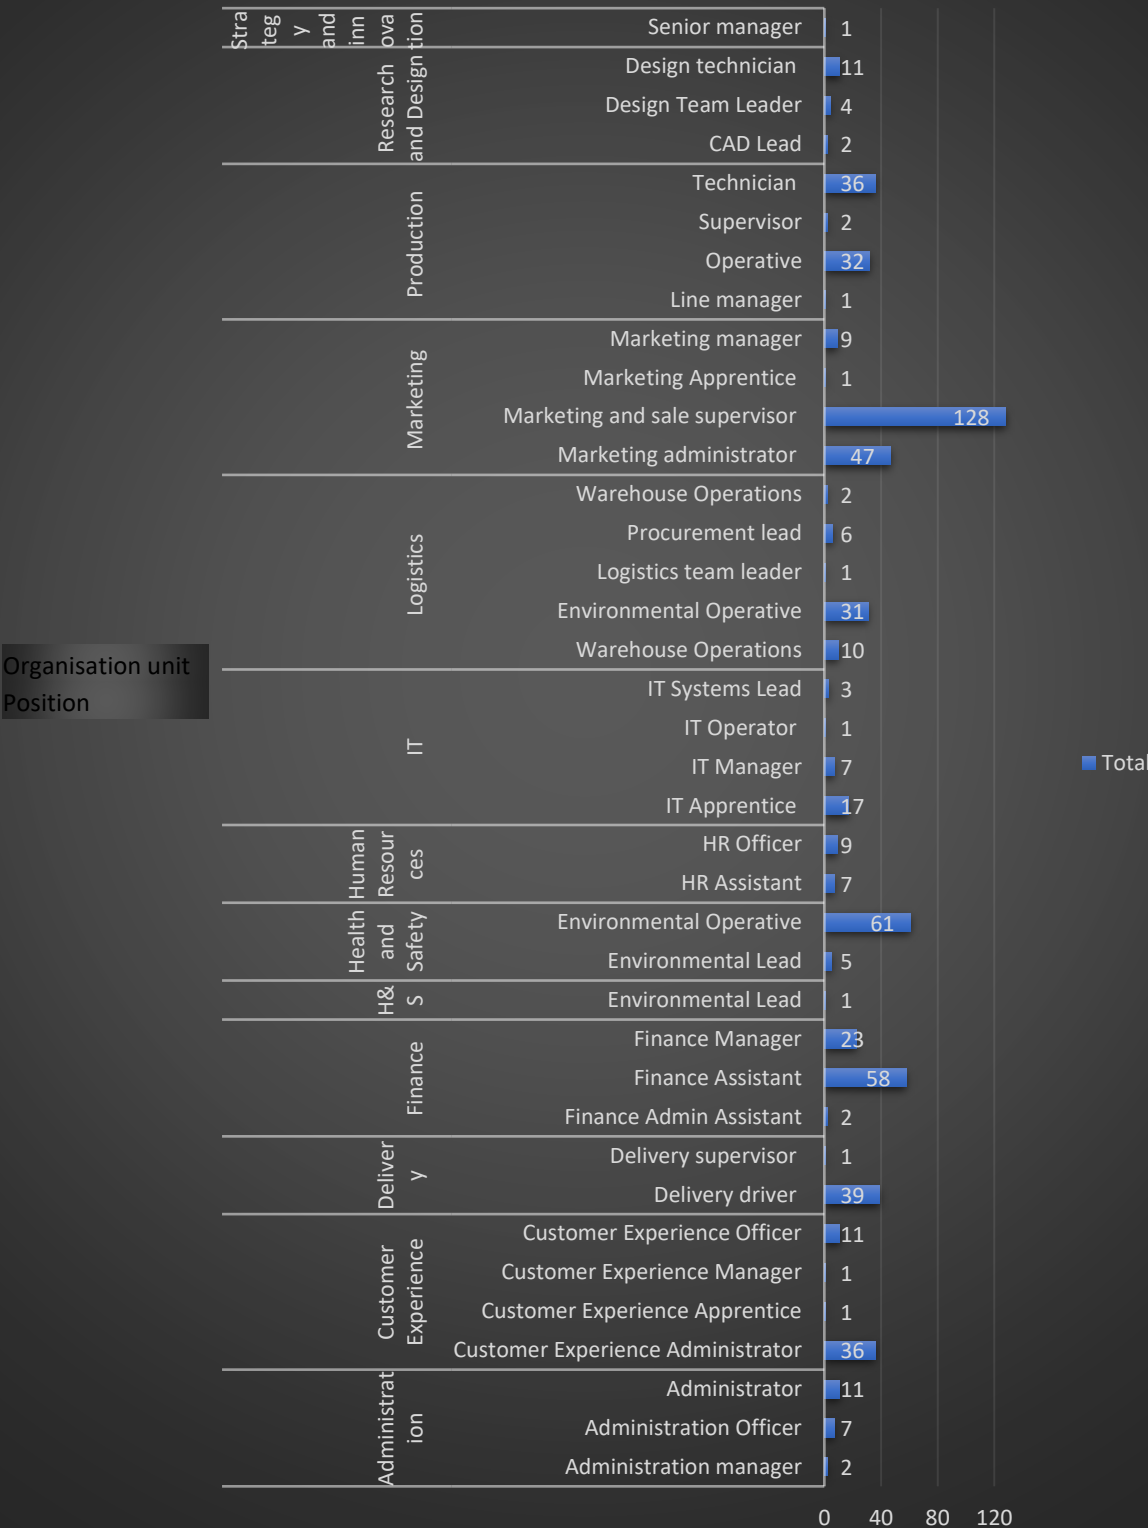 Strategy and innovation
Senior manager 1
Research and Design
Design technician 11
Design Team Leader 4
CAD Lead 2
Production
Technician 36
Supervisor 2
Operative 32
Line manager 1
Marketing
Marketing manager 9
Marketing Apprentice 1
Marketing and sale supervisor 128
Marketing administrator 47
Logistics
Warehouse Operations 2
Procurement lead 6
Logistics team leader 1
Environmental Operative 31
Warehouse Operations 10
Organisation unit
Position
IT
IT Systems Lead 3
IT Operator 1
IT Manager 7
IT Apprentice 17
Total
Human Resources
HR Officer 9
HR Assistant 7
Health and Safety
Environmental Operative 61
Environmental Lead 5
H&S
Environmental Lead 1
Finance
Finance Manager 23
Finance Assistant 58
Finance Admin Assistant 2
Delivery
Delivery supervisor 1
Delivery driver 39
Customer Experience
Customer Experience Officer 11
Customer Experience Manager 1
Customer Experience Apprentice 1
Customer Experience Administrator 36
Administration
Administrator 11
Administration Officer 7
Administration manager 2
0 40 80 120